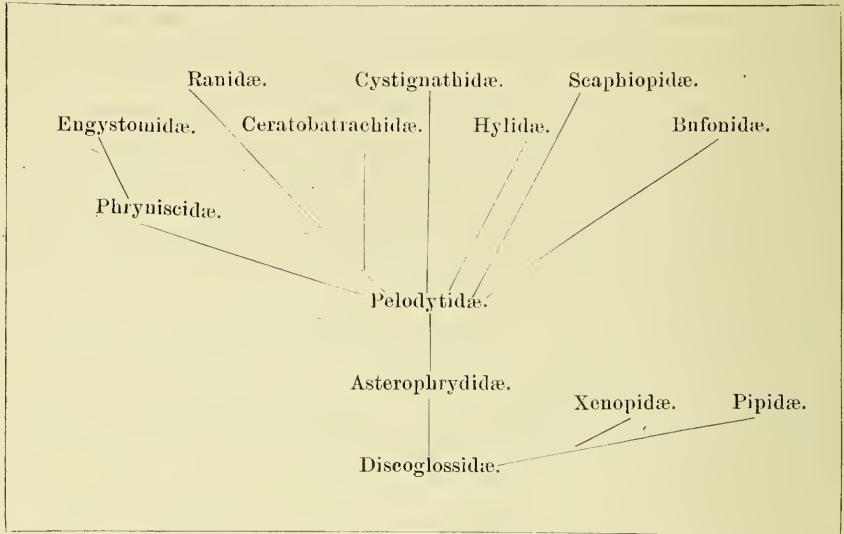 Ranidæ. Cystignathidæ. Scaphiopidæ.
Engystomidæ. Ceratobatrachidæ. Hylidæ. Bufonidæ.
Phryniscidæ.
Pelodytidæ.
Asterophrydidæ.
Xenopidæ. Pipidæ.
Discoglossidæ.